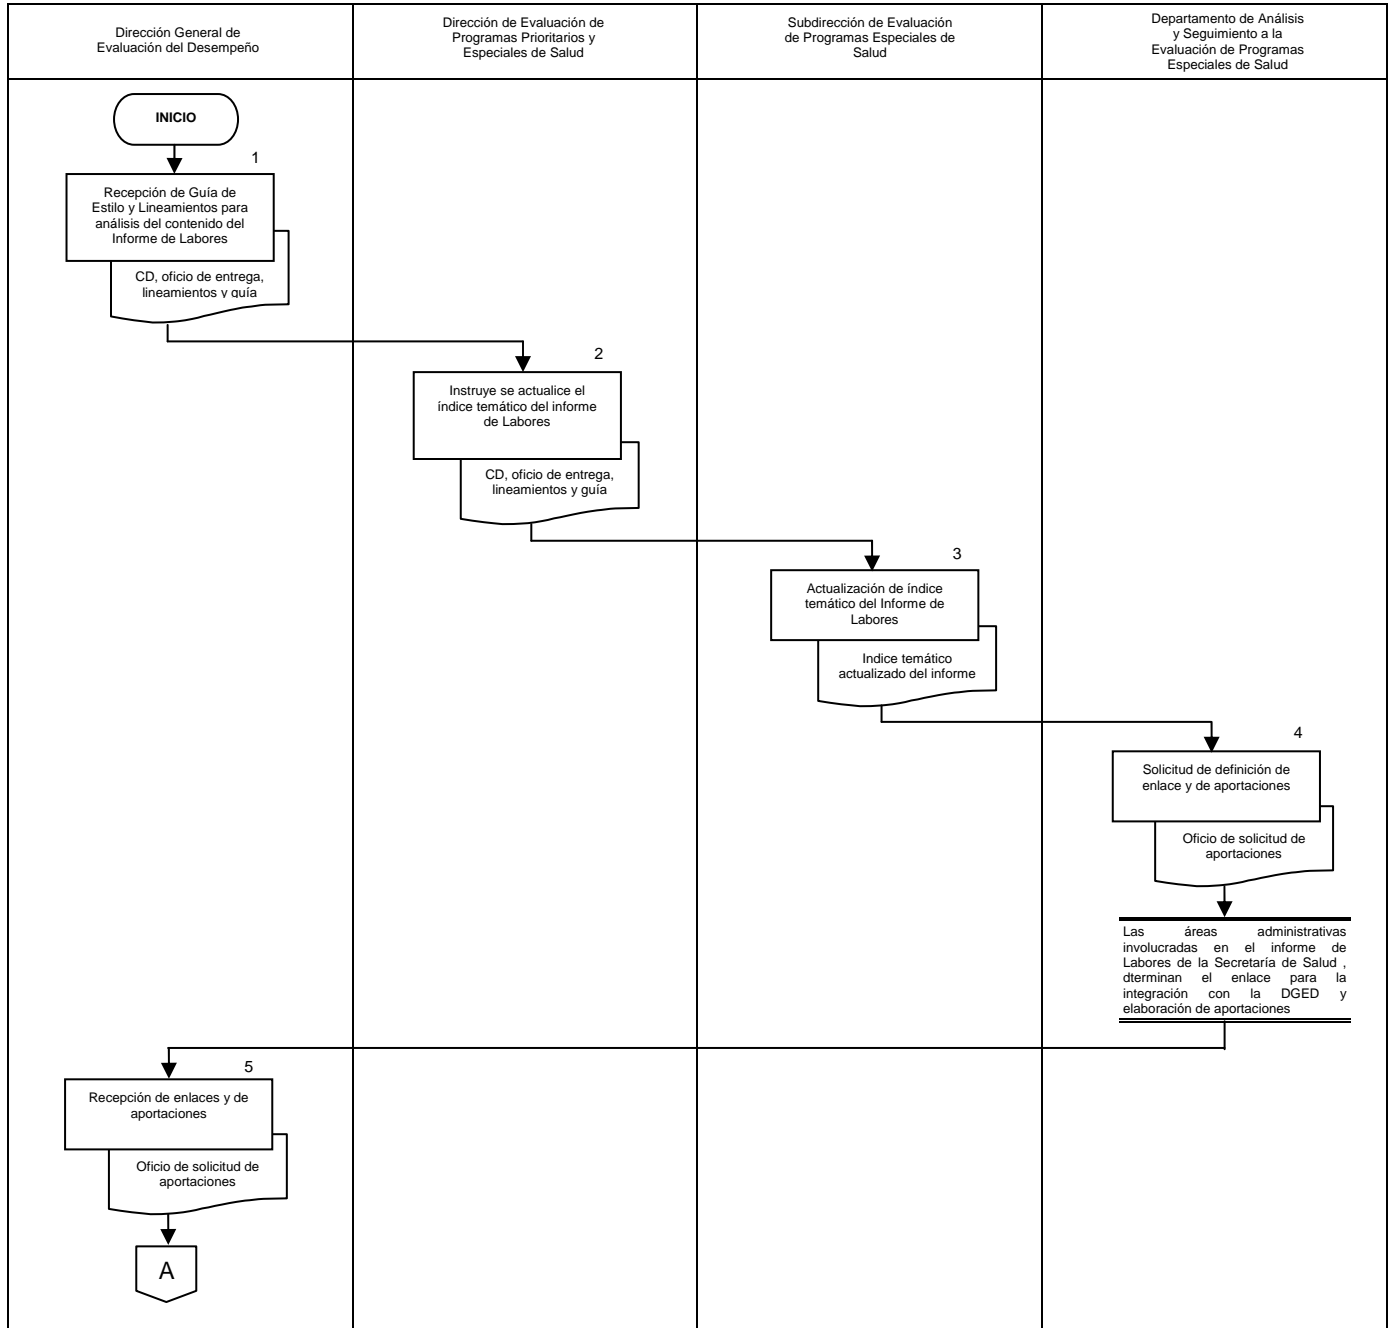 Dirección General de
Evaluación del Desempeño
Dirección de Evaluación de
Programas Prioritarios y
Especiales de Salud
Subdirección de Evaluación
de Programas Especiales de
Salud
Departamento de Análisis
y Seguimiento a la
Evaluación de Programas
Especiales de Salud
INICIO
1
Recepción de Guía de
Estilo y Lineamientos para
análisis del contenido del
Informe de Labores
CD, oficio de entrega,
lineamientos y guía
2
Instruye se actualice el
índice temático del informe
de Labores
CD, oficio de entrega,
lineamientos y guía
3
Actualización de índice
temático del Informe de
Labores
Indice temático
actualizado del informe
4
Solicitud de definición de
enlace y de aportaciones
Oficio de solicitud de
aportaciones
Las áreas administrativas
involucradas en el informe de
Labores de la Secretaría de Salud ,
dterminan el enlace para la
integración con la DGED y
elaboración de aportaciones
5
Recepción de enlaces y de
aportaciones
Oficio de solicitud de
aportaciones
A